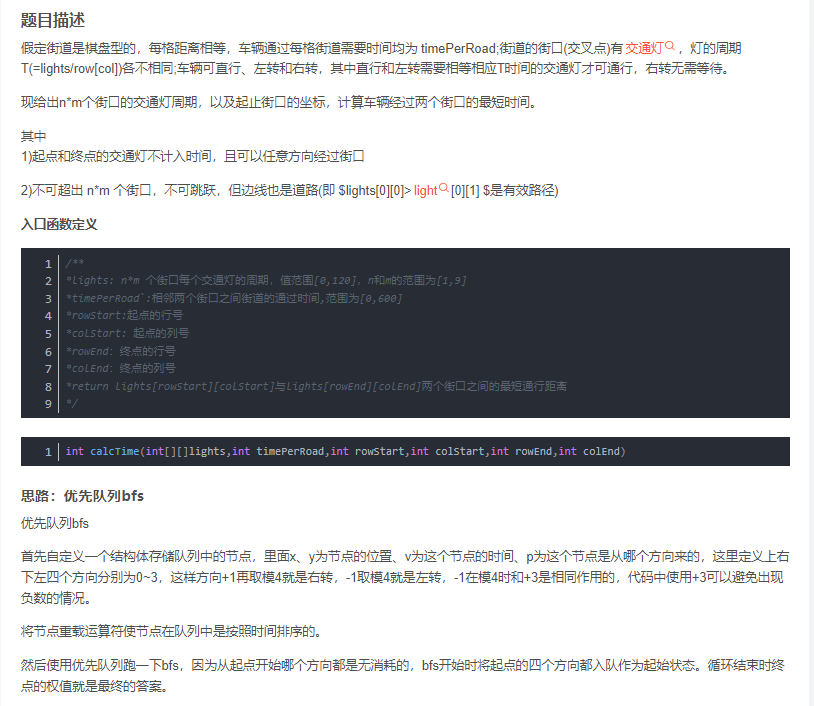 题目描述
假定街道是棋盘型的，每格距离相等，车辆通过每格街道需要时间均为 timePerRoad;街道的街口(交叉点)有 交通灯 ，灯的周期
T(=lights/row[col])各不相同;车辆可直行、左转和右转，其中直行和左转需要相等相应T时间的交通灯才可通行，右转无需等待。
现给出n*m个街口的交通灯周期，以及起止街口的坐标，计算车辆经过两个街口的最短时间。
其中
1)起点和终点的交通灯不计入时间，且可以任意方向经过街口
2)不可超出 n*m 个街口，不可跳跃，但边线也是道路(即 $lights[0][0]> light [0][1] $是有效路径)
入口函数定义
1 /**
2 *lights: n*m 个街口每个交通灯的周期，值范围[0,120]，n和m的范围为[1,9]
3 *timePerRoad`:相邻两个街口之间街道的通过时间,范围为[0,600]
4 *rowStart:起点的行号
5 *colStart: 起点的列号
6 *rowEnd: 终点的行号
7 *colEnd: 终点的列号
8 *return lights[rowStart][colStart]与lights[rowEnd][colEnd]两个街口之间的最短通行距离
9 */
1 int calcTime(int[][]lights,int timePerRoad,int rowStart,int colStart,int rowEnd,int colEnd)
思路：优先队列bfs
优先队列bfs
首先自定义一个结构体存储队列中的节点，里面x、y为节点的位置、v为这个节点的时间、p为这个节点是从哪个方向来的，这里定义上右
下左四个方向分别为0~3，这样方向+1再取模4就是右转，-1取模4就是左转，-1在模4时和+3是相同作用的，代码中使用+3可以避免出现
负数的情况。
将节点重载运算符使节点在队列中是按照时间排序的。
然后使用优先队列跑一下bfs，因为从起点开始哪个方向都是无消耗的，bfs开始时将起点的四个方向都入队作为起始状态。循环结束时终
点的权值就是最终的答案。